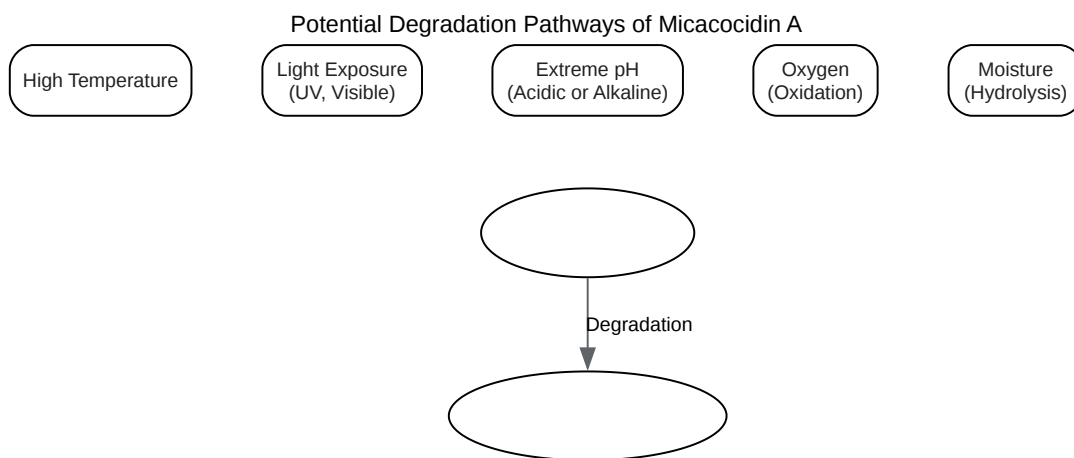 Potential Degradation Pathways of Micacocidin A
High Temperature
Light Exposure
(UV, Visible)
Extreme pH
(Acidic or Alkaline)
Oxygen
(Oxidation)
Moisture
(Hydrolysis)
Degradation